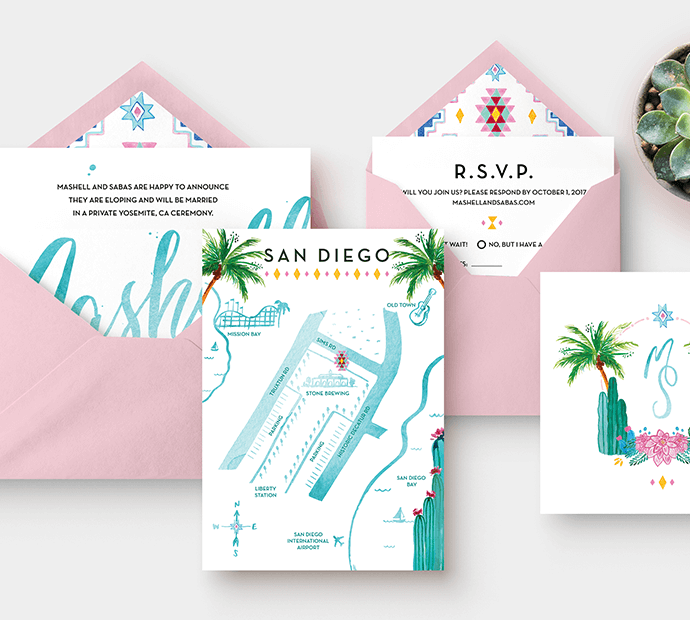 MASHELL AND SABAS ARE HAPPY TO ANNOUNCE
THEY ARE ELOPING AND WILL BE MARRIED
IN A PRIVATE YOSEMITE, CA CEREMONY.
R.S.V.P.
WILL YOU JOIN US? PLEASE RESPOND BY OCTOBER 1, 2017
MASHELLANDSABAS.COM
WAIT! NO, BUT I HAVE A
SAN DIEGO
MISSION BAY
OLD TOWN
SIMS RD
TRUXTUN RD
STONE BREWING
PARKING
PARKING
HISTORIC DECATUR RD
LIBERTY
STATION
SAN DIEGO
BAY
N
W E
S
SAN DIEGO
INTERNATIONAL
AIRPORT
M
S